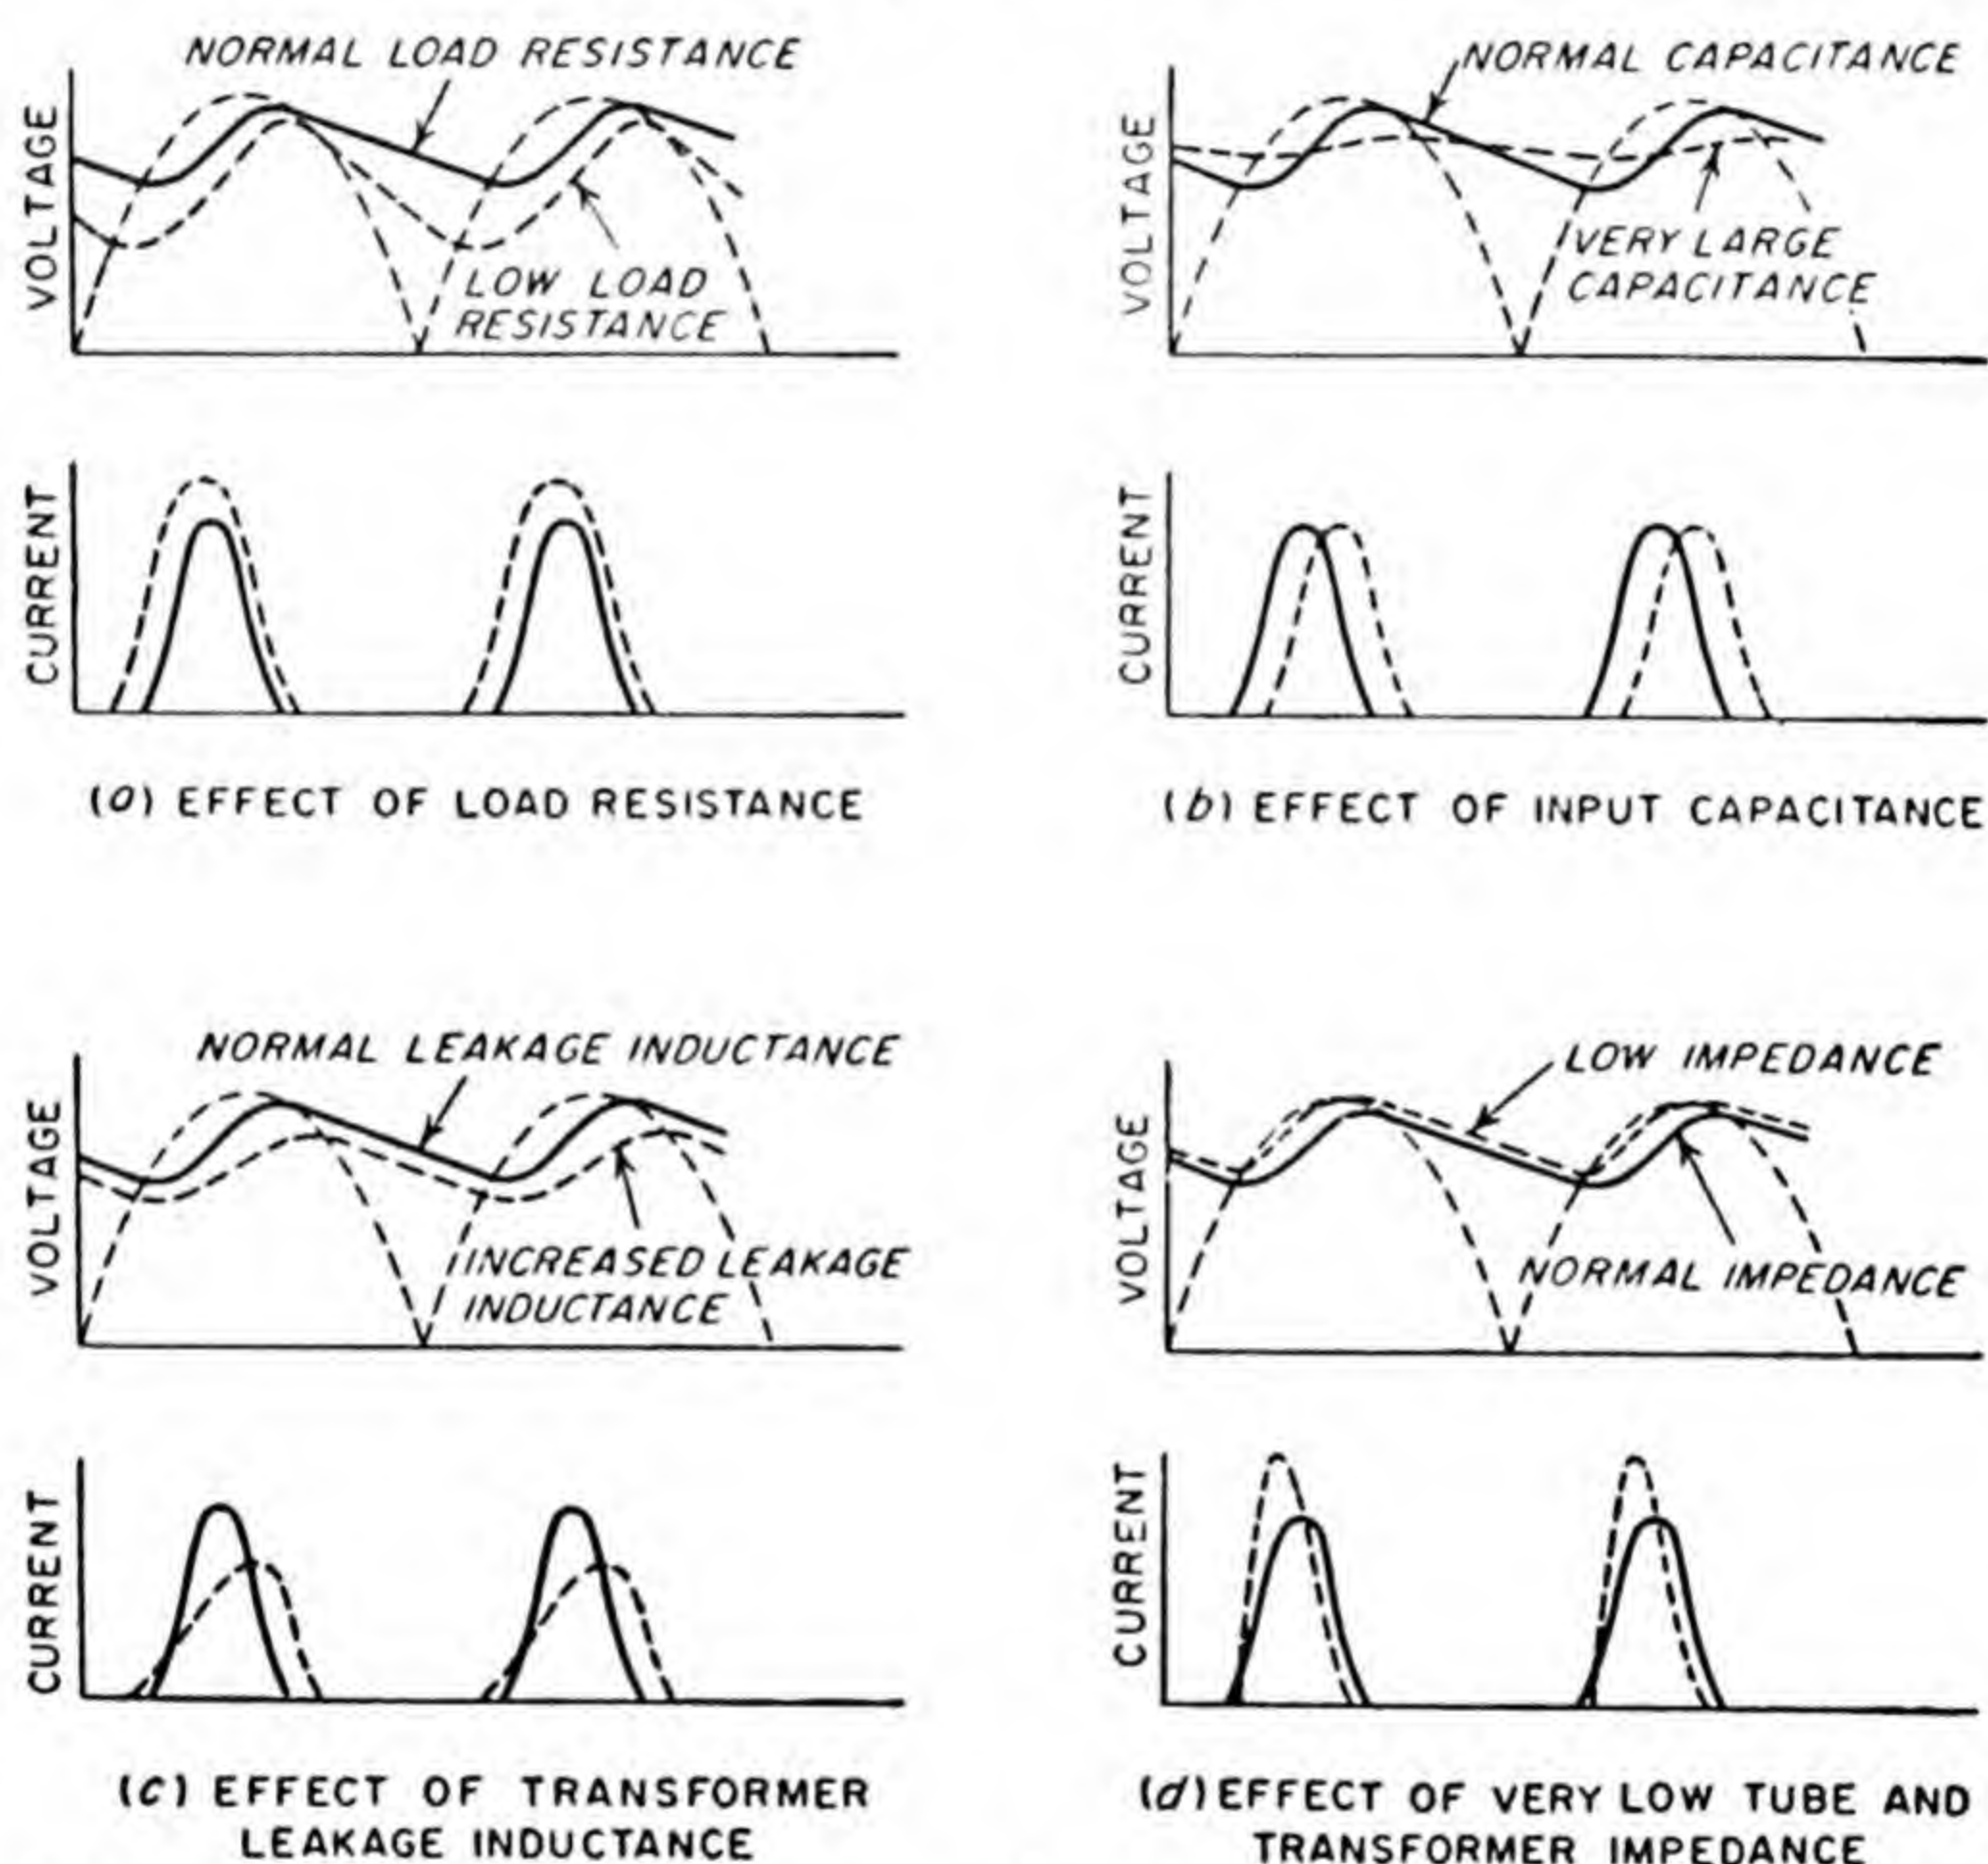 NORMAL LOAD RESISTANCE
VOLTAGE
LOW LOAD
RESISTANCE
CURRENT
(a) EFFECT OF LOAD RESISTANCE
NORMAL CAPACITANCE
VOLTAGE
VERY LARGE
CAPACITANCE
CURRENT
(b) EFFECT OF INPUT CAPACITANCE
NORMAL LEAKAGE INDUCTANCE
VOLTAGE
INCREASED LEAKAGE
INDUCTANCE
CURRENT
(c) EFFECT OF TRANSFORMER
LEAKAGE INDUCTANCE
LOW IMPEDANCE
VOLTAGE
NORMAL IMPEDANCE
CURRENT
(d) EFFECT OF VERY LOW TUBE AND
TRANSFORMER IMPEDANCE